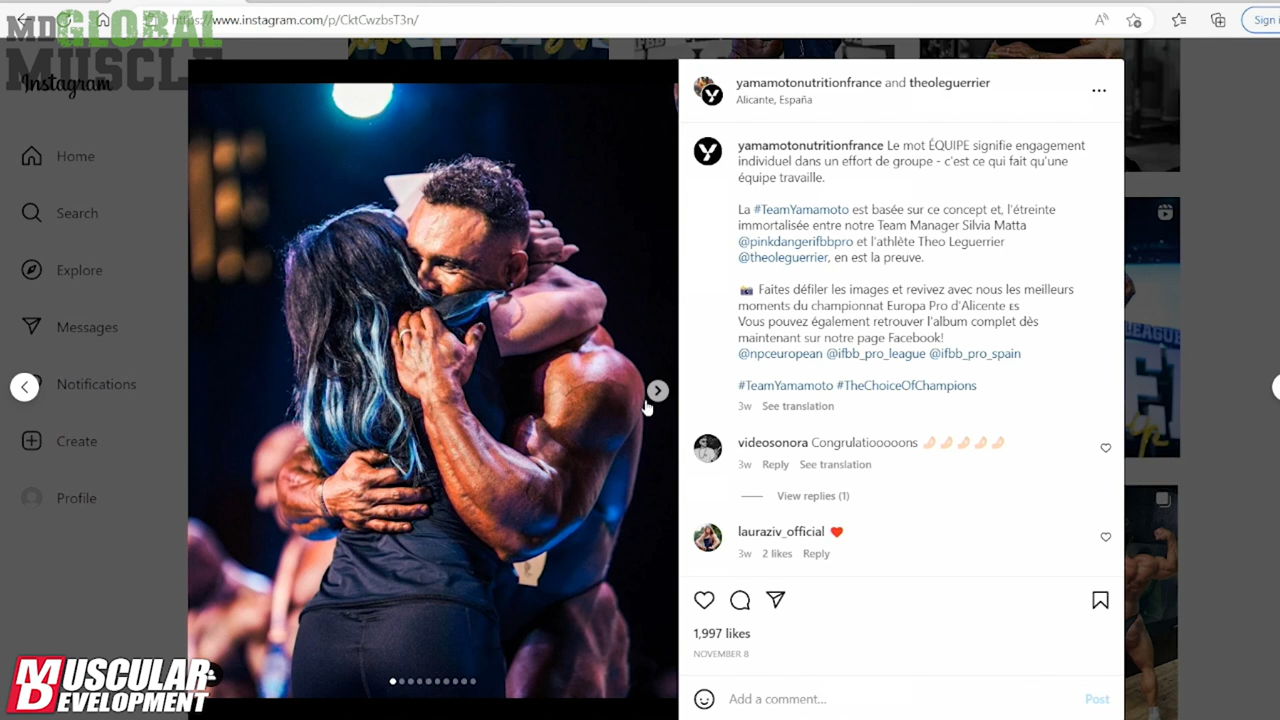 https://www.instagram.com/p/CktCwzbsT3n/
Sign i
MD GLOBAL
MUSCLE
Instagram
Home
Search
Explore
Messages
Notifications
Create
Profile
yamamotonutritionfrance and theoleguerrier
Alicante, España
yamamotonutritionfrance Le mot ÉQUIPE signifie engagement
individuel dans un effort de groupe - c'est ce qui fait qu'une
équipe travaille.
La #TeamYamamoto est basée sur ce concept et, l'étreinte
immortalisée entre notre Team Manager Silvia Matta
@pinkdangerifbbpro et l'athlète Theo Leguerrier
@theoleguerrier, en est la preuve.
📸 Faites défiler les images et revivez avec nous les meilleurs
moments du championnat Europa Pro d'Alicente ES
Vous pouvez également retrouver l'album complet dès
maintenant sur notre page Facebook!
@npceuropean @ifbb_pro_league @ifbb_pro_spain
#TeamYamamoto #TheChoiceOfChampions
3w See translation
videosonora Congrulatiooooons 💪🏻💪🏻💪🏻💪🏻💪🏻
3w Reply See translation
View replies (1)
lauraziv_official ♥️
3w 2 likes Reply
1,997 likes
NOVEMBER 8
Add a comment...
Post
MUSCULAR
DEVELOPMENT